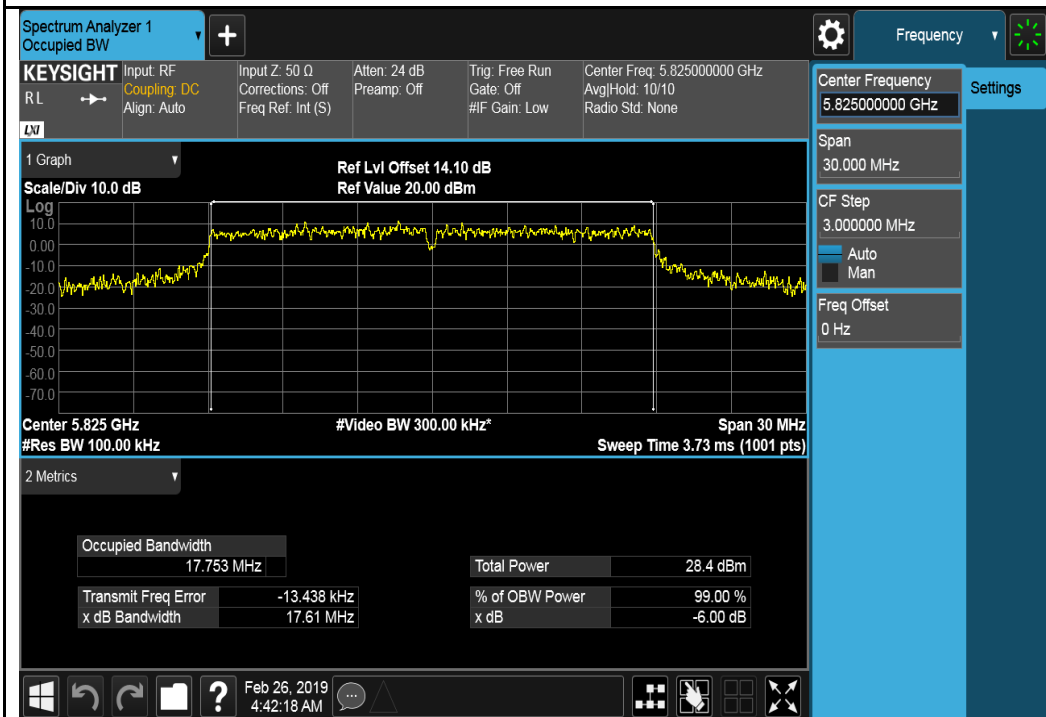 Spectrum Analyzer 1
Occupied BW
▼
+
Frequency
▼
KEYSIGHT
RL
LXI
Input: RF
Coupling: DC
Align: Auto
Input Z: 50 Ω
Corrections: Off
Freq Ref: Int (S)
Atten: 24 dB
Preamp: Off
Trig: Free Run
Gate: Off
#IF Gain: Low
Center Freq: 5.825000000 GHz
Avg|Hold: 10/10
Radio Std: None
Center Frequency
5.825000000 GHz
Settings
Span
30.000 MHz
CF Step
3.000000 MHz
Auto
Man
Freq Offset
0 Hz
1 Graph ▼
Scale/Div 10.0 dB
Ref Lvl Offset 14.10 dB
Ref Value 20.00 dBm
Log
10.0
0.00
-10.0
-20.0
-30.0
-40.0
-50.0
-60.0
-70.0
Center 5.825 GHz
#Res BW 100.00 kHz
#Video BW 300.00 kHz*
Span 30 MHz
Sweep Time 3.73 ms (1001 pts)
2 Metrics ▼
Occupied Bandwidth
17.753 MHz
Total Power 28.4 dBm
Transmit Freq Error -13.438 kHz
% of OBW Power 99.00 %
x dB Bandwidth 17.61 MHz
x dB -6.00 dB
?
Feb 26, 2019
4:42:18 AM